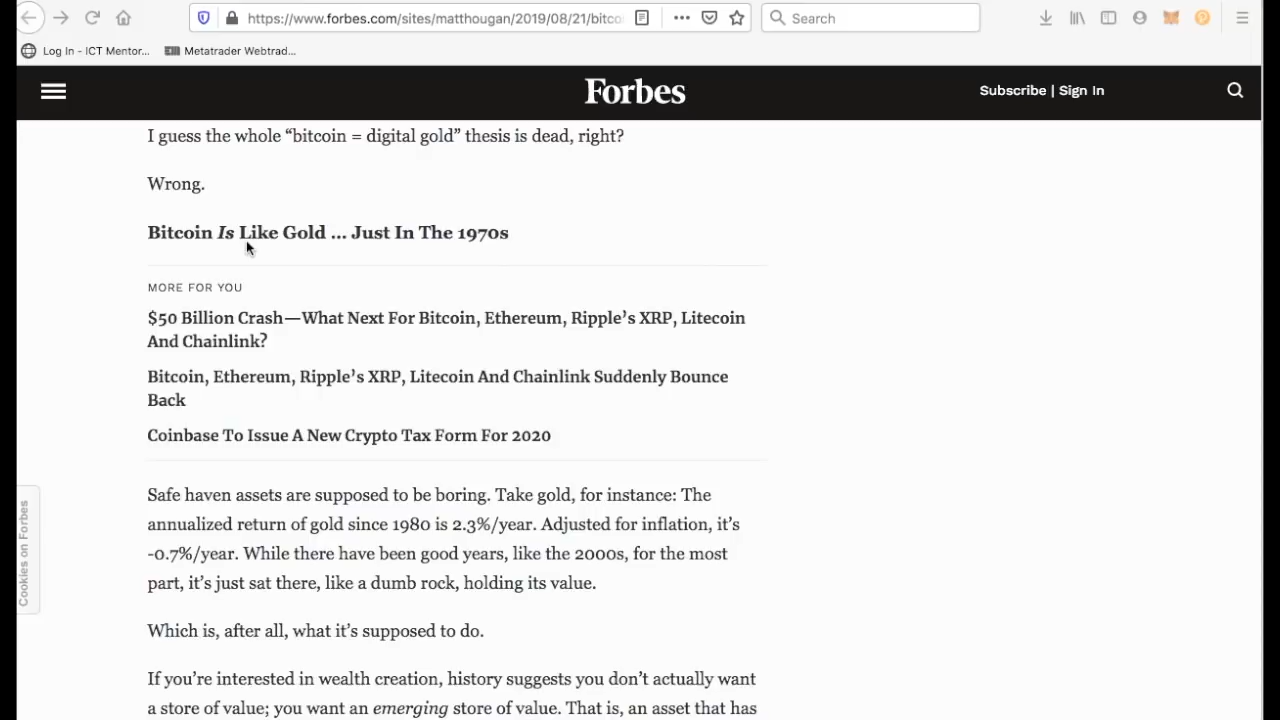 https://www.forbes.com/sites/matthougan/2019/08/21/bitco
Search
Log In - ICT Mentor...
Metatrader Webtrad...
Forbes
Subscribe | Sign In
I guess the whole “bitcoin = digital gold” thesis is dead, right?
Wrong.
Bitcoin Is Like Gold ... Just In The 1970s
MORE FOR YOU
$50 Billion Crash—What Next For Bitcoin, Ethereum, Ripple’s XRP, Litecoin
And Chainlink?
Bitcoin, Ethereum, Ripple’s XRP, Litecoin And Chainlink Suddenly Bounce
Back
Coinbase To Issue A New Crypto Tax Form For 2020
Cookies on Forbes
Safe haven assets are supposed to be boring. Take gold, for instance: The
annualized return of gold since 1980 is 2.3%/year. Adjusted for inflation, it’s
-0.7%/year. While there have been good years, like the 2000s, for the most
part, it’s just sat there, like a dumb rock, holding its value.
Which is, after all, what it’s supposed to do.
If you’re interested in wealth creation, history suggests you don’t actually want
a store of value; you want an emerging store of value. That is, an asset that has